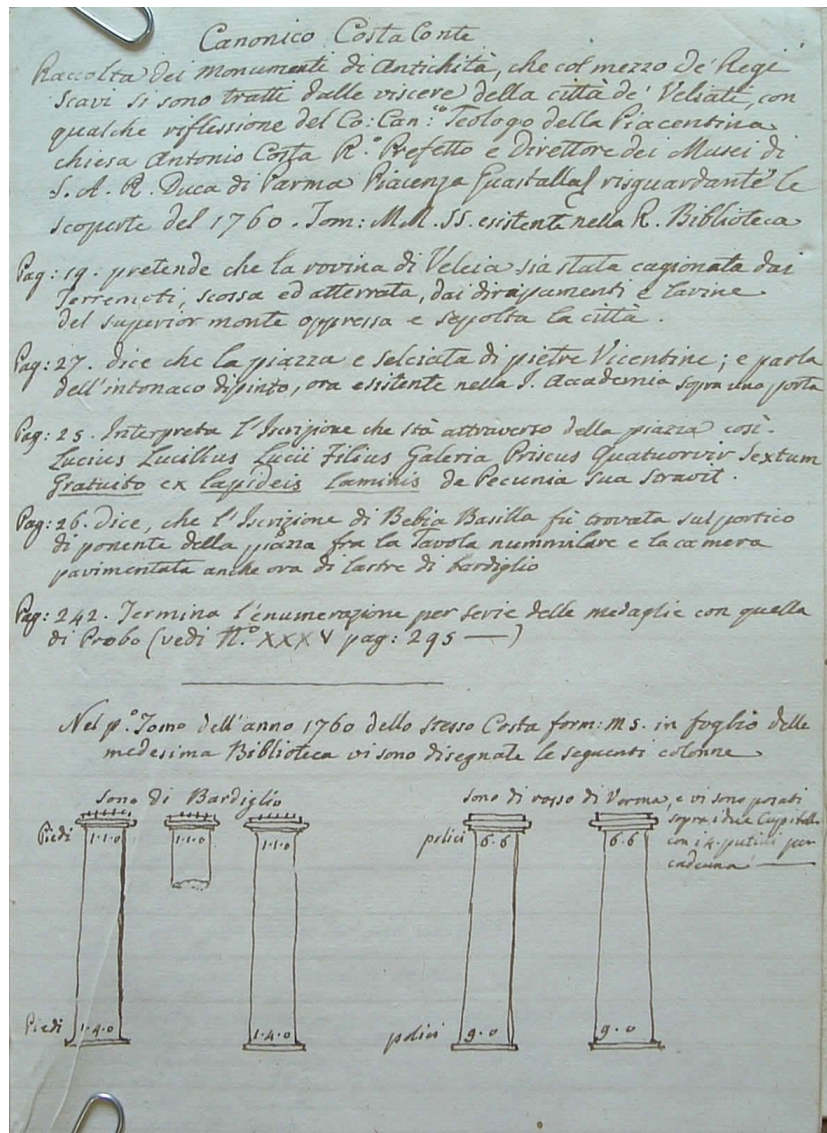 Canonico Costa Conte
Raccolta dei monumenti di Antichità, che col mezzo de' Regi
scavi si sono tratti dalle viscere della città de' Veliati, con
qualche riflessione del Co: Can:co Teologo della Piacentina
chiesa Antonio Costa R.o Prefetto e Direttore dei Musei di
S. A. R. Duca di Parma Piacenza Guastalla &c risguardante le
scoperte del 1760. Tom: M.M. SS. esistente nella R. Biblioteca
Pag: 19. pretende che la rovina di Veleia sia stata cagionata dai
Terremoti, scossa ed atterrata, dai dirupamenti e lavine
del superior monte oppressa e sepolta la città.
Pag: 27. dice che la piazza e selciata di pietre Vicentine; e parla
dell'intonaco dipinto, ora essitente nella I. Accademia sopra una porta
Pag: 25. Interpreta l'Iscrizione che stà attraverso della piazza così-
Lucius Lucillus Lucii Filius Galeria Priscus Quatuorvir Sextum
Gratuito ex lapideis laminis de Pecunia sua stravit.
Pag: 26. Dice, che l'Iscrizione di Bebia Basilla fù trovata sul portico
di ponente della piazza fra la Tavola nummulare e la camera
pavimentata anche ora di lastre di bardiglio
Pag: 242. Termina l'enumerazione per serie delle medaglie con quella
di Probo (vedi N.o XXXV pag: 295 —)
Nel p.o Tomo dell'anno 1760 dello stesso Costa form: ms. in foglio delle
medesima Biblioteca vi sono disegnate le seguenti colonne
sono di Bardiglio
sono di rosso di Verona, e vi sono posati
sopra i due Capitelli
con i 4. putini per
caduna —
Piedi 1·1·0 1·1·0 1·1·0 polici 6·6 6·6
Piedi 1·4·0 1·4·0 polici 9·0 9·0